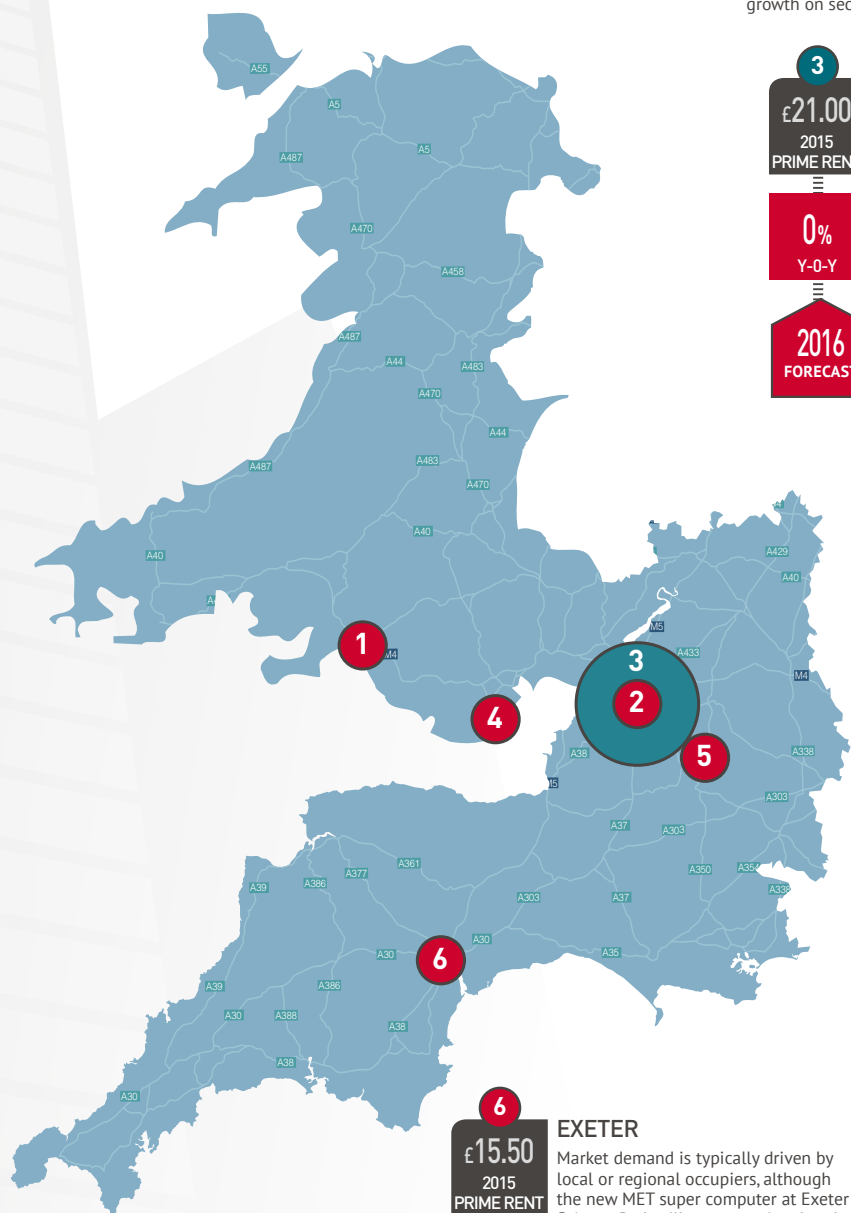 growth on sec
3
£21.00
2015
PRIME REN
0%
Y-O-Y
2016
FORECAST
A55
A5
A487
A5
A470
A458
A487
A44
A483
A470
A44
A487
A483
A470
A40
A40
A429
A40
M5
1
M4
A433
3
M4
2
4
A38
5
A338
M5
A303
A37
A303
A361
A377
A350
A354
A386
A39
A338
A303
A37
A30
6
A30
A35
A39
A386
A30
A388
A38
A38
A30
6
£15.50
2015
PRIME RENT
EXETER
Market demand is typically driven by
local or regional occupiers, although
the new MET super computer at Exeter